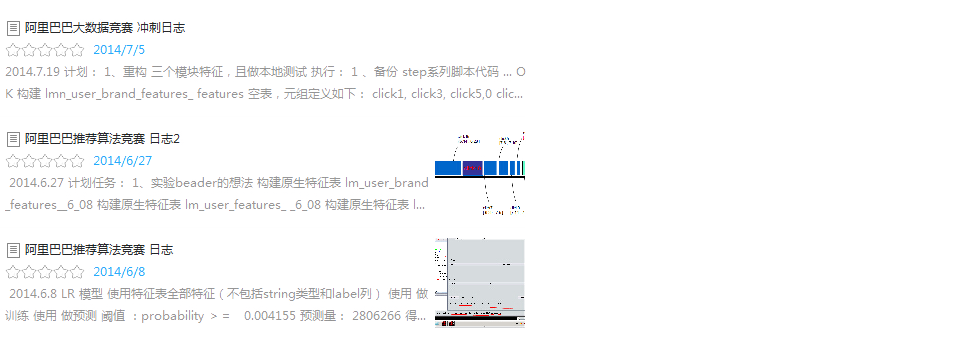 阿里巴巴大数据竞赛 冲刺日志
2014/7/5
2014.7.19 计划： 1、重构 三个模块特征，且做本地测试 执行： 1 、备份 step系列脚本代码 ... O
K 构建 lmn_user_brand_features_ features 空表，元组定义如下： click1, click3, click5,0 clic...
阿里巴巴推荐算法竞赛 日志2
2014/6/27
2014.6.27 计划任务： 1、实验beader的想法 构建原生特征表 lm_user_brand
_features__6_08 构建原生特征表 lm_user_features_ _6_08 构建原生特征表 l...
阿里巴巴推荐算法竞赛 日志
2014/6/8
2014.6.8 LR 模型 使用特征表全部特征（不包括string类型和label列） 使用 做
训练 使用 做预测 阈值 ：probability > = 0.004155 预测量： 2806266 得...